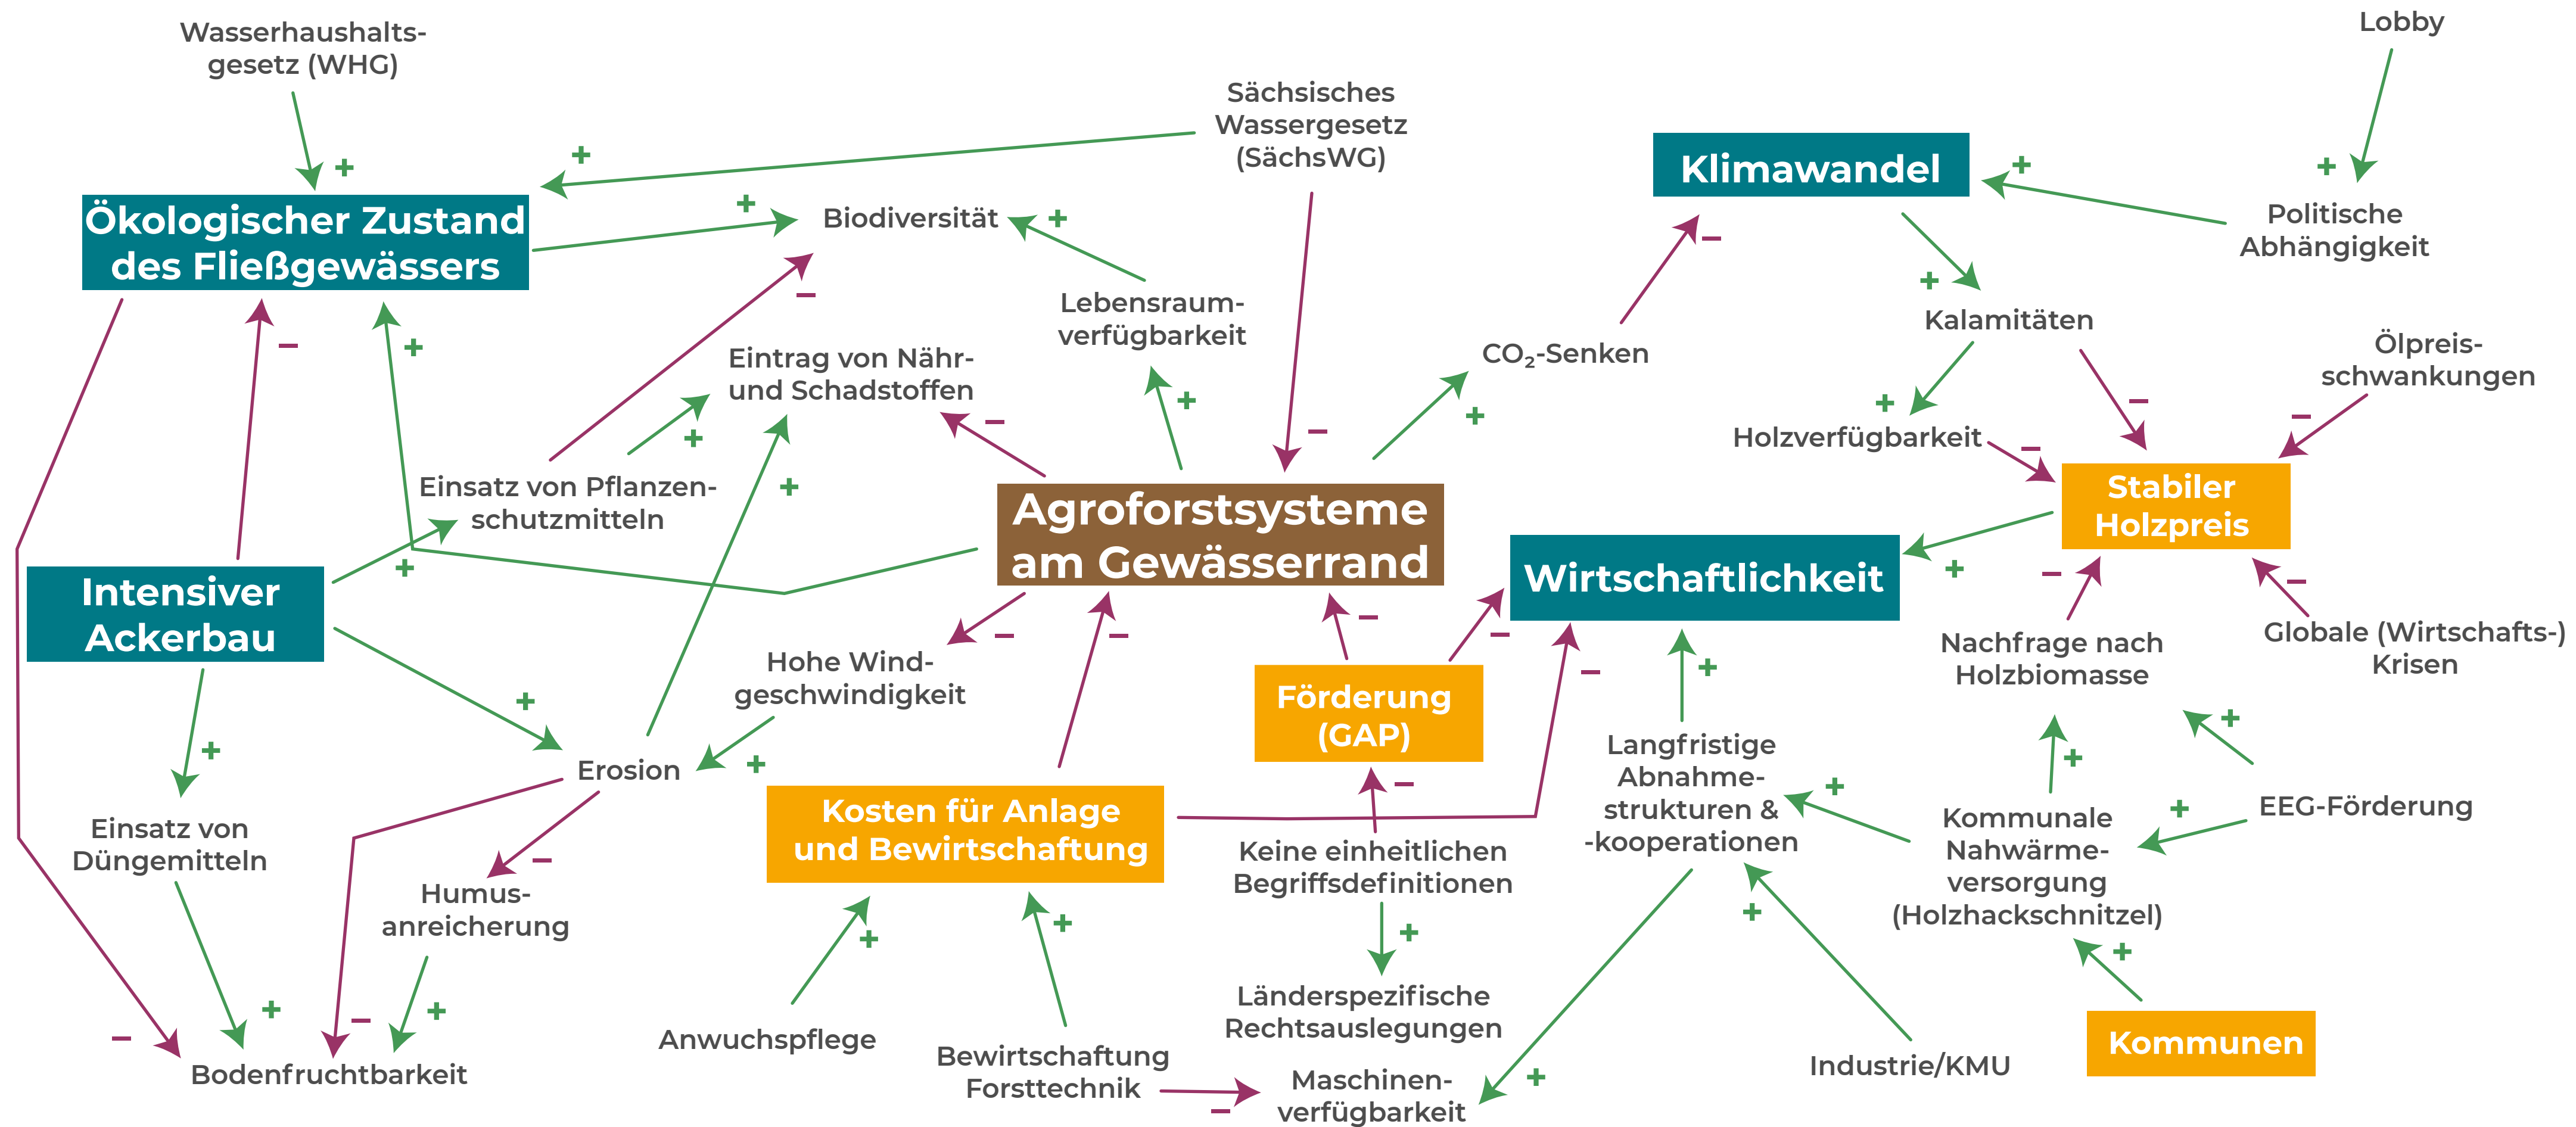 Wasserhaushalts-
gesetz (WHG)
Lobby
Sächsisches
Wassergesetz
(SächsWG)
Klimawandel
Ökologischer Zustand
des Fließgewässers
Biodiversität
Politische
Abhängigkeit
Lebensraum-
verfügbarkeit
Kalamitäten
Eintrag von Nähr-
und Schadstoffen
CO₂-Senken
Ölpreis-
schwankungen
Holzverfügbarkeit
Einsatz von Pflanzen-
schutzmitteln
Agroforstsysteme
am Gewässerrand
Stabiler
Holzpreis
Intensiver
Ackerbau
Wirtschaftlichkeit
Hohe Wind-
geschwindigkeit
Förderung
(GAP)
Nachfrage nach
Holzbiomasse
Globale (Wirtschafts-)
Krisen
Erosion
Langfristige
Abnahme-
strukturen &
-kooperationen
Einsatz von
Düngemitteln
Kosten für Anlage
und Bewirtschaftung
Keine einheitlichen
Begriffsdefinitionen
Kommunale
Nahwärme-
versorgung
(Holzhackschnitzel)
EEG-Förderung
Humus-
anreicherung
Länderspezifische
Rechtsauslegungen
Anwuchspflege
Bewirtschaftung
Forsttechnik
Maschinen-
verfügbarkeit
Industrie/KMU
Kommunen
Bodenfruchtbarkeit